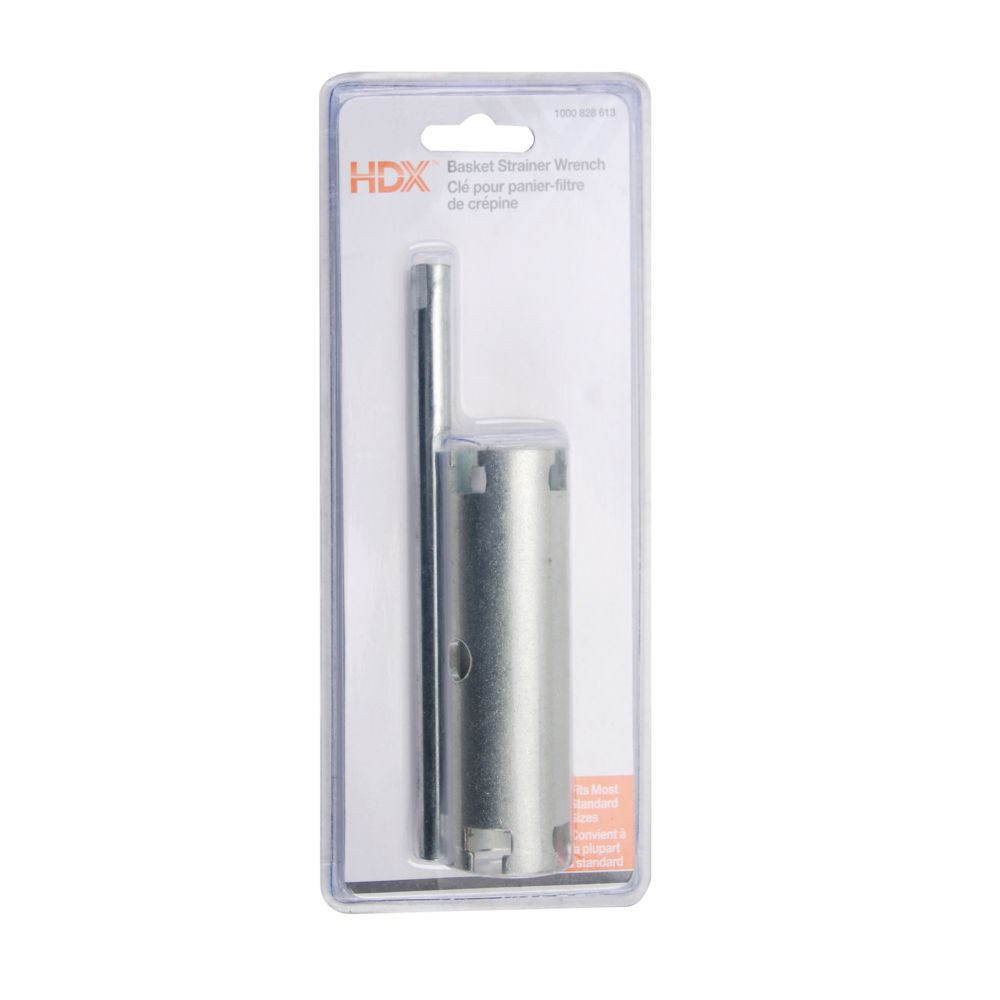 1000 828 613
HDX™
Basket Strainer Wrench
Clé pour panier-filtre
de crépine
Fits Most
Standard
Sizes
Convient à
la plupart
standard